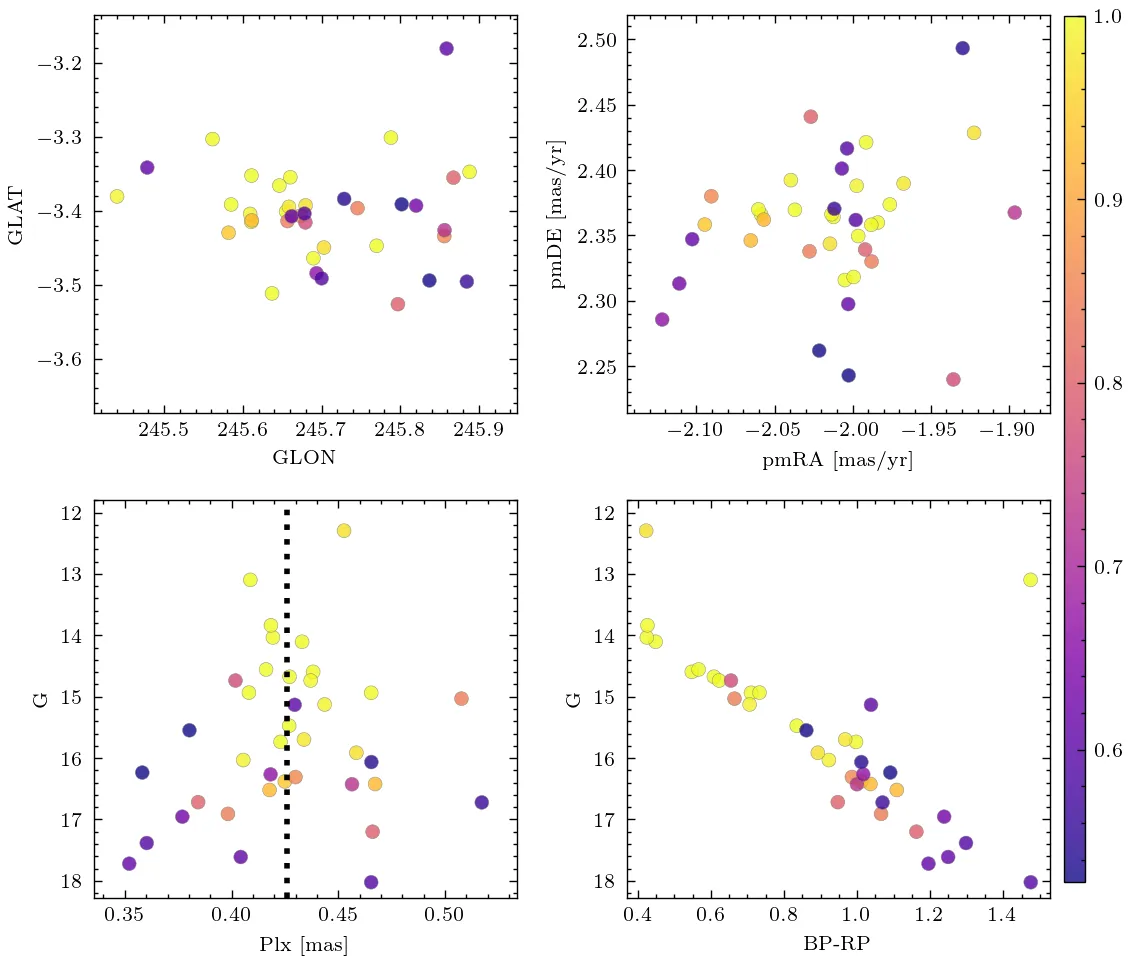 −3.2
−3.3
−3.4
−3.5
−3.6
GLAT
245.5 245.6 245.7 245.8 245.9
GLON
2.50
2.45
2.40
2.35
2.30
2.25
pmDE [mas/yr]
−2.10 −2.05 −2.00 −1.95 −1.90
pmRA [mas/yr]
12
13
14
15
16
17
18
G
0.35 0.40 0.45 0.50
Plx [mas]
12
13
14
15
16
17
18
G
0.4 0.6 0.8 1.0 1.2 1.4
BP-RP
1.0
0.9
0.8
0.7
0.6